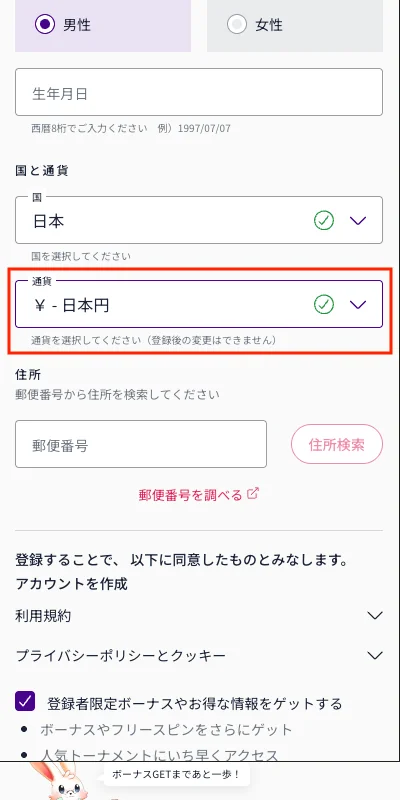 男性
女性
生年月日
西暦8桁でご入力ください　例）1997/07/07
国と通貨
国
日本
国を選択してください
通貨
¥ - 日本円
通貨を選択してください（登録後の変更はできません）
住所
郵便番号から住所を検索してください
郵便番号
住所検索
郵便番号を調べる
登録することで、 以下に同意したものとみなします。
アカウントを作成
利用規約
プライバシーポリシーとクッキー
登録者限定ボーナスやお得な情報をゲットする
ボーナスやフリースピンをさらにゲット
人気トーナメントにいち早くアクセス
ボーナスGETまであと一歩！